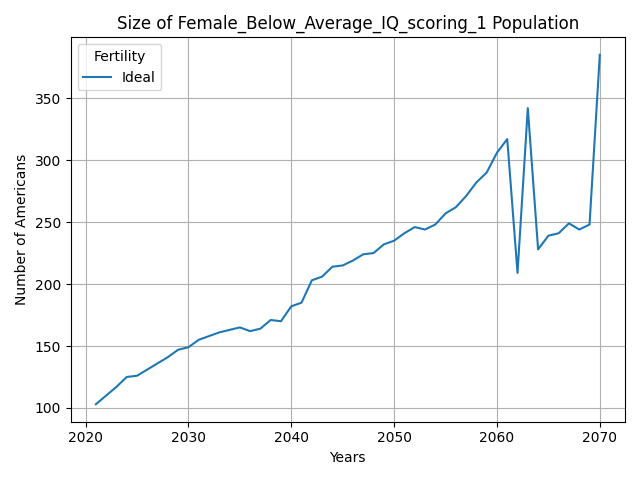 Size of Female_Below_Average_IQ_scoring_1 Population
Fertility
Ideal
Number of Americans
350
300
250
200
150
100
2020 2030 2040 2050 2060 2070
Years